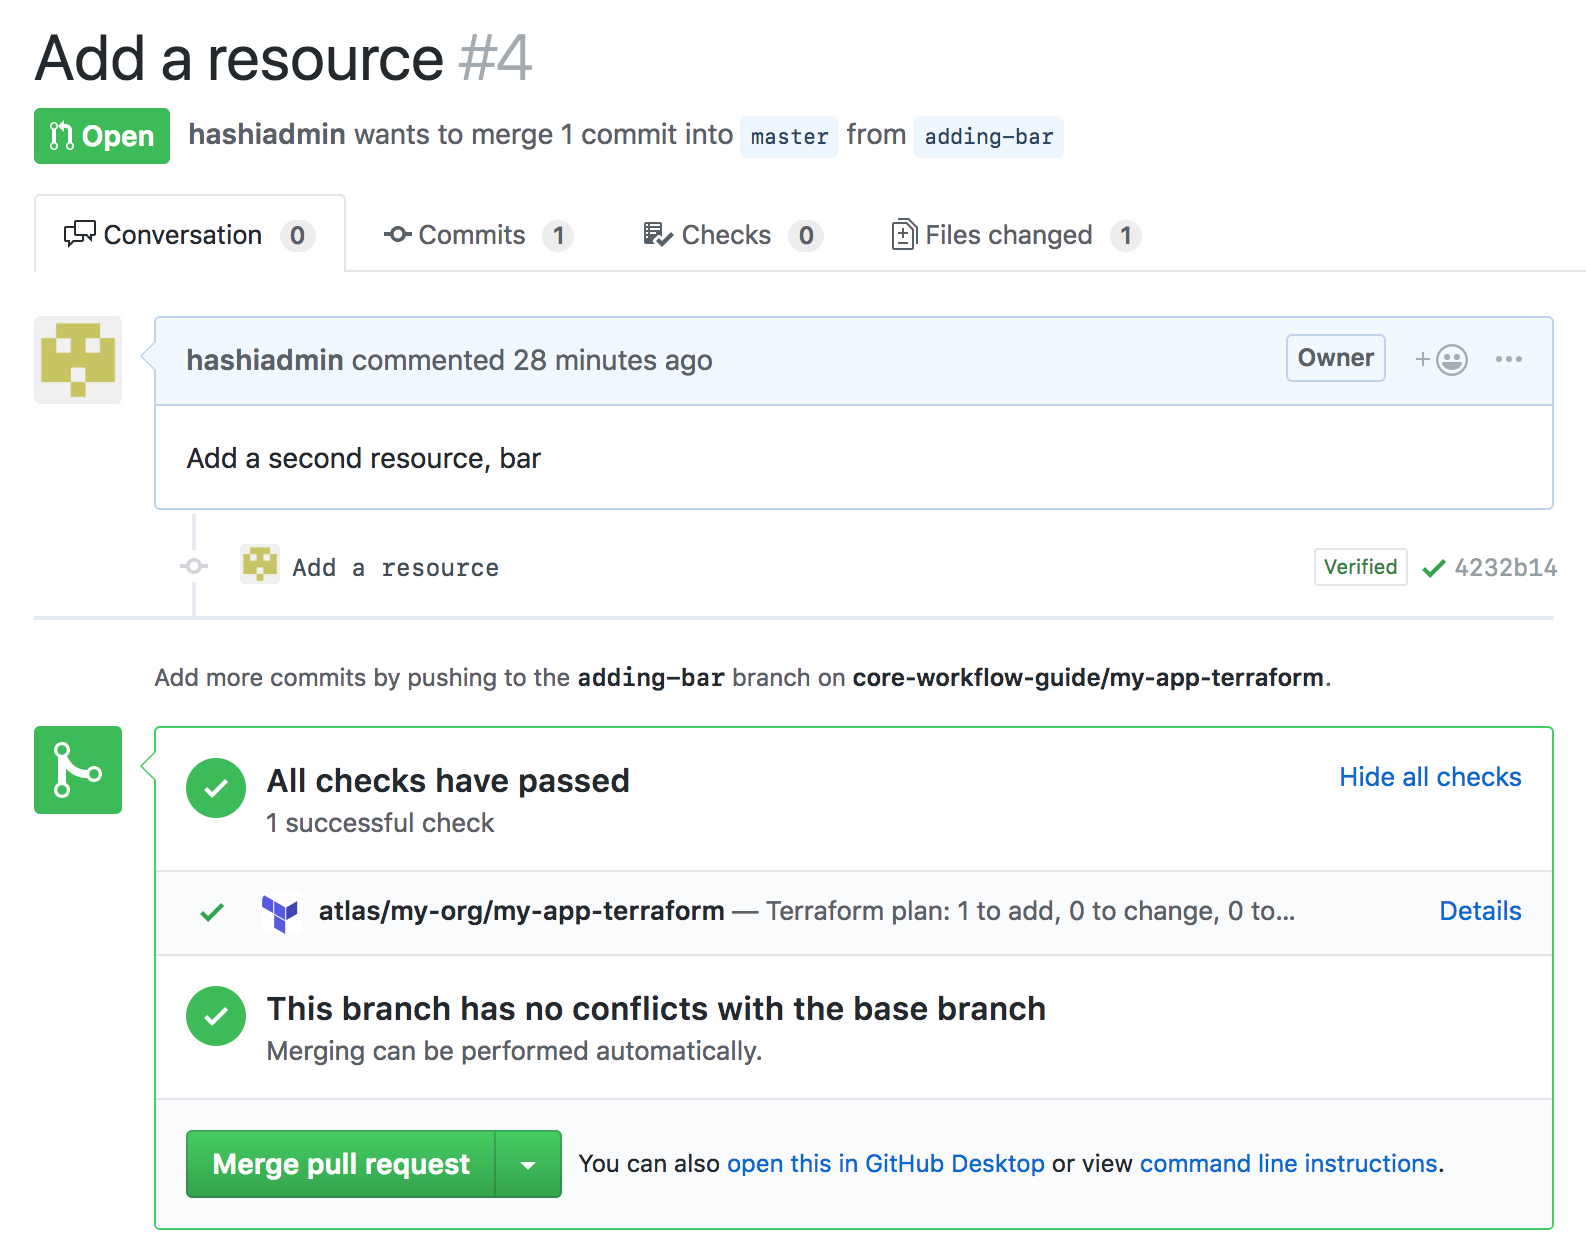 Add a resource #4
Open hashiadmin wants to merge 1 commit into master from adding-bar
Conversation 0 Commits 1 Checks 0 Files changed 1
hashiadmin commented 28 minutes ago Owner
Add a second resource, bar
Add a resource Verified 4232b14
Add more commits by pushing to the adding-bar branch on core-workflow-guide/my-app-terraform.
All checks have passed Hide all checks
1 successful check
atlas/my-org/my-app-terraform — Terraform plan: 1 to add, 0 to change, 0 to... Details
This branch has no conflicts with the base branch
Merging can be performed automatically.
Merge pull request You can also open this in GitHub Desktop or view command line instructions.